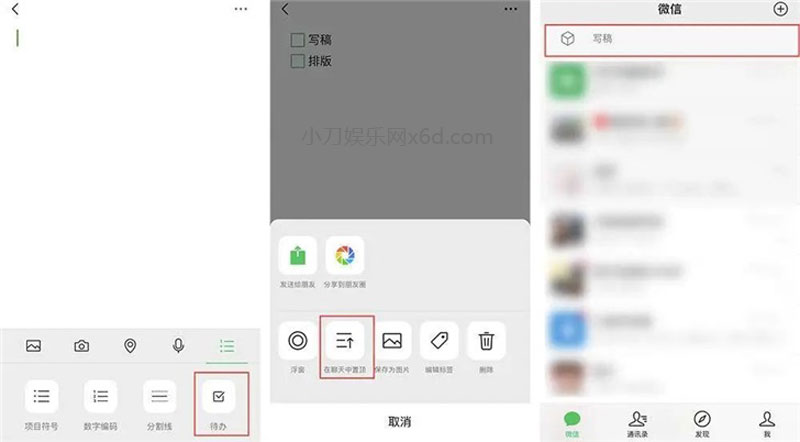 项目符号
数字编码
分割线
待办
写稿
排版
小刀娱乐网x6d.com
发送给朋友
分享到朋友圈
浮窗
在聊天中置顶
保存为图片
编辑标签
删除
取消
微信
写稿
微信
通讯录
发现
我